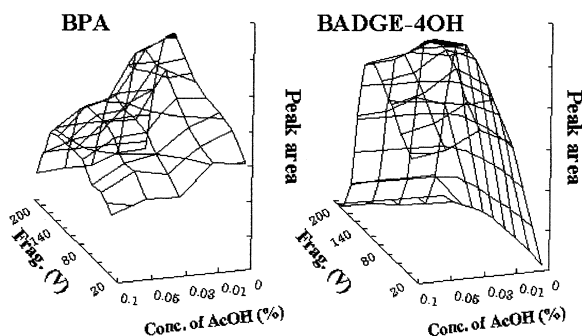 BPA
BADGE-4OH
Peak area
Peak area
200
140
80
20
Frag. (V)
0.1
0.06
0.03
0.01
0
Conc. of AcOH (%)
200
140
80
20
Frag. (V)
0.1
0.06
0.03
0.01
0
Conc. of AcOH (%)